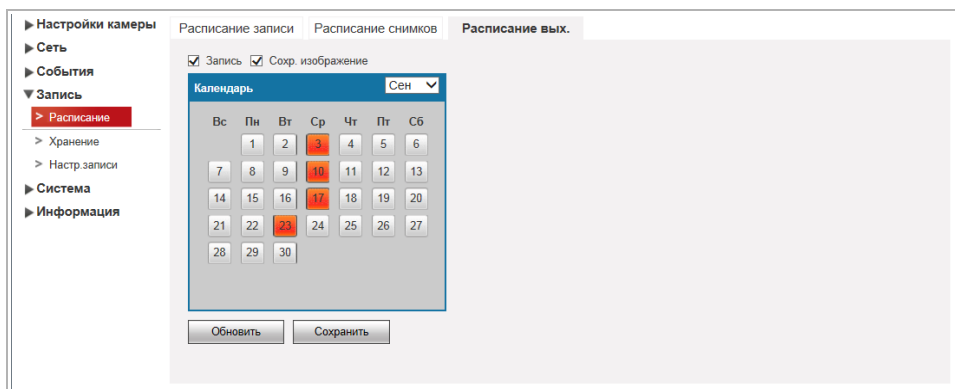 Настройки камеры
Сеть
События
Запись
> Расписание
> Хранение
> Настр.записи
Система
Информация
Расписание записи Расписание снимков Расписание вых.
Запись Сохр. изображение
Календарь Сен
Вс Пн Вт Ср Чт Пт Сб
1 2 3 4 5 6
7 8 9 10 11 12 13
14 15 16 17 18 19 20
21 22 23 24 25 26 27
28 29 30
Обновить Сохранить